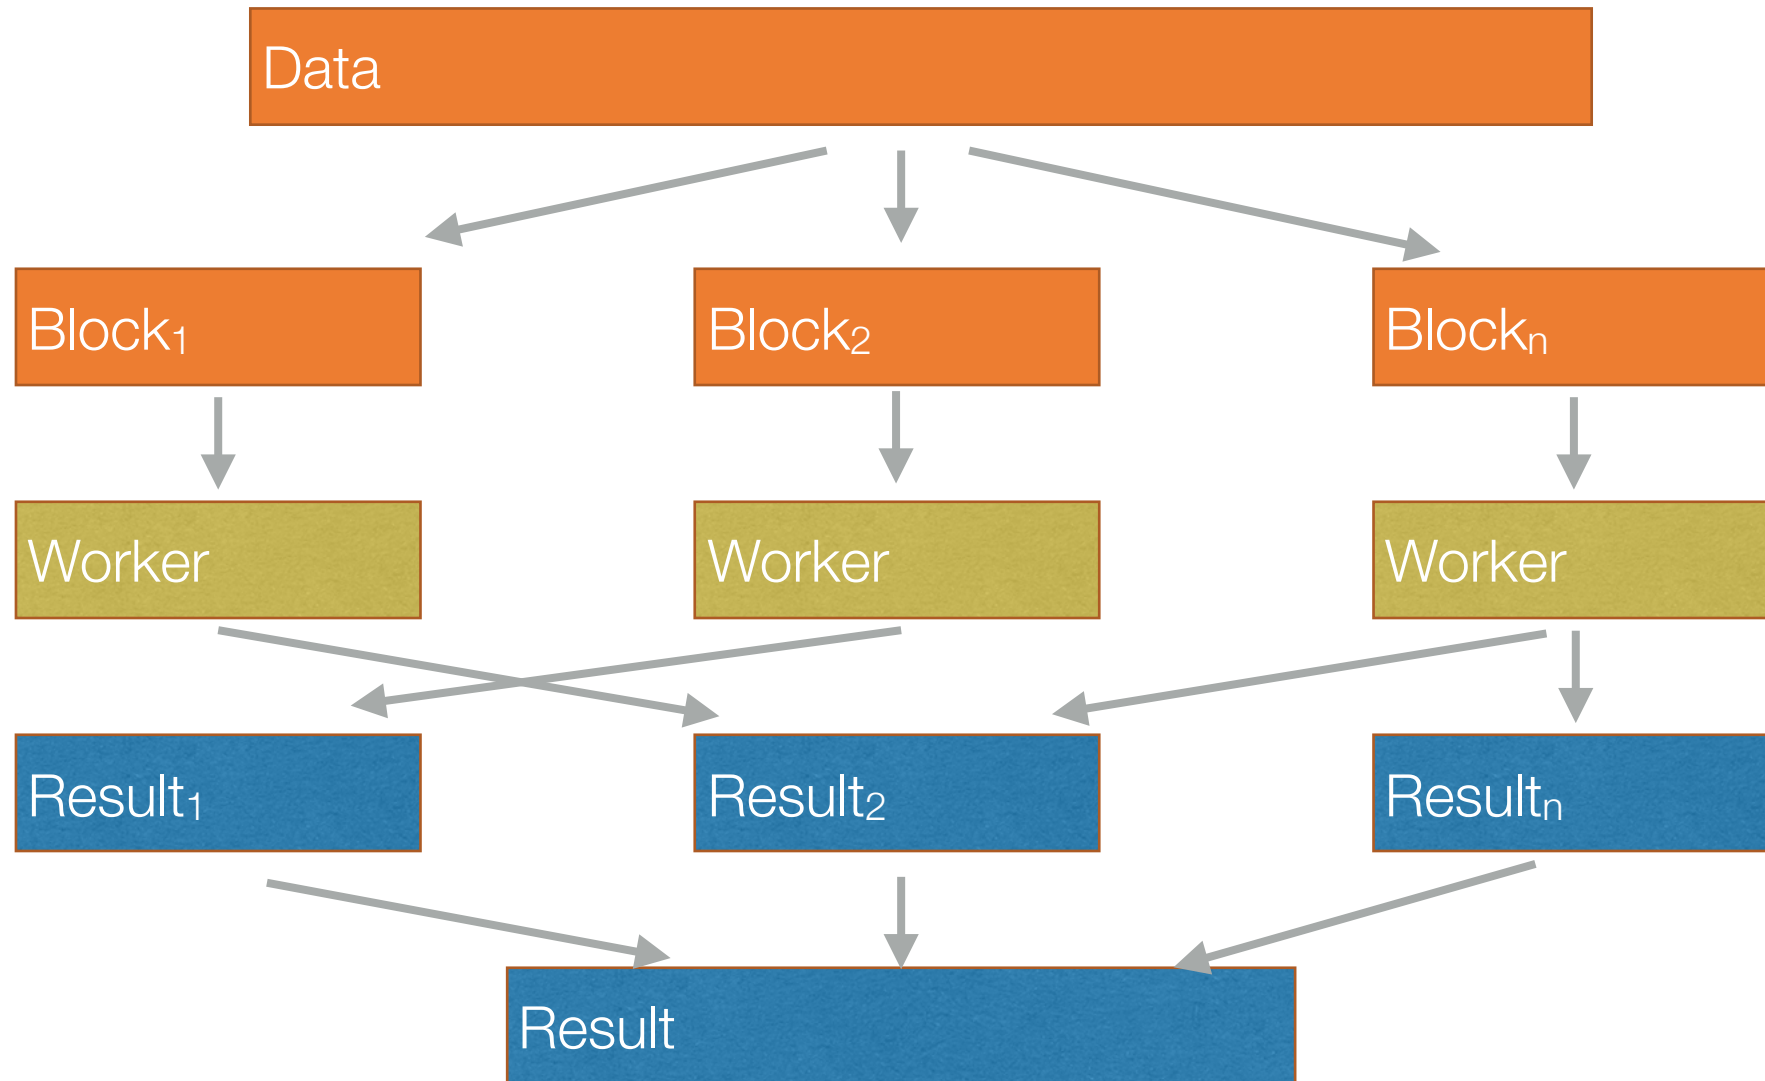 Data
Block₁
Block₂
Blockₙ
Worker
Worker
Worker
Result₁
Result₂
Resultₙ
Result